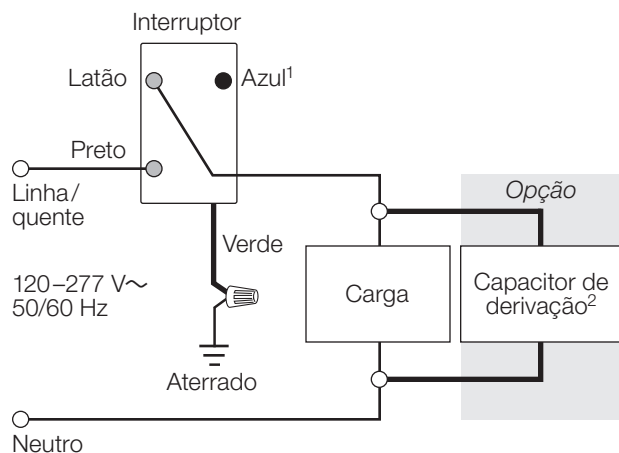 Interruptor
Latão
Azul¹
Preto
Linha/
quente
Opção
Verde
120–277 V~
50/60 Hz
Carga
Capacitor de
derivação²
Aterrado
Neutro